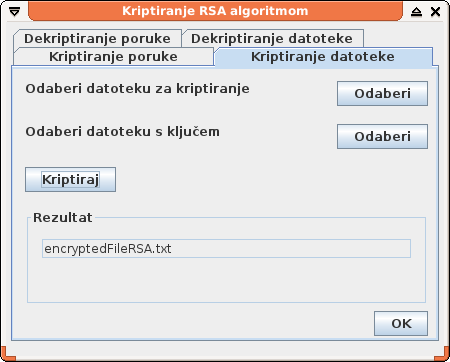 Kriptiranje RSA algoritmom
Dekriptiranje poruke
Dekriptiranje datoteke
Kriptiranje poruke
Kriptiranje datoteke
Odaberi datoteku za kriptiranje
Odaberi
Odaberi datoteku s ključem
Odaberi
Kriptiraj
Rezultat
encryptedFileRSA.txt
OK